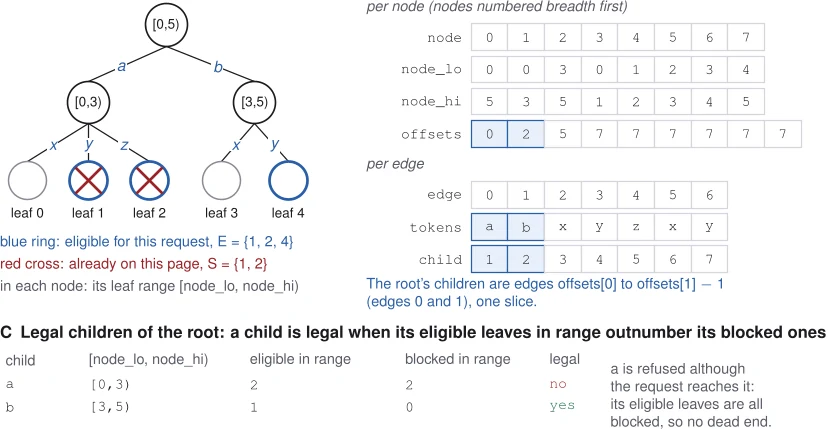 [0,5)
a
b
[0,3)
[3,5)
x
y
z
x
y
leaf 0
leaf 1
leaf 2
leaf 3
leaf 4
blue ring: eligible for this request, E = {1, 2, 4}
red cross: already on this page, S = {1, 2}
in each node: its leaf range [node_lo, node_hi)
per node (nodes numbered breadth first)
node 0 1 2 3 4 5 6 7
node_lo 0 0 3 0 1 2 3 4
node_hi 5 3 5 1 2 3 4 5
offsets 0 2 5 7 7 7 7 7 7
per edge
edge 0 1 2 3 4 5 6
tokens a b x y z x y
child 1 2 3 4 5 6 7
The root's children are edges offsets[0] to offsets[1] − 1
(edges 0 and 1), one slice.
C Legal children of the root: a child is legal when its eligible leaves in range outnumber its blocked ones
child [node_lo, node_hi) eligible in range blocked in range legal
a [0,3) 2 2 no
b [3,5) 1 0 yes
a is refused although
the request reaches it:
its eligible leaves are all
blocked, so no dead end.